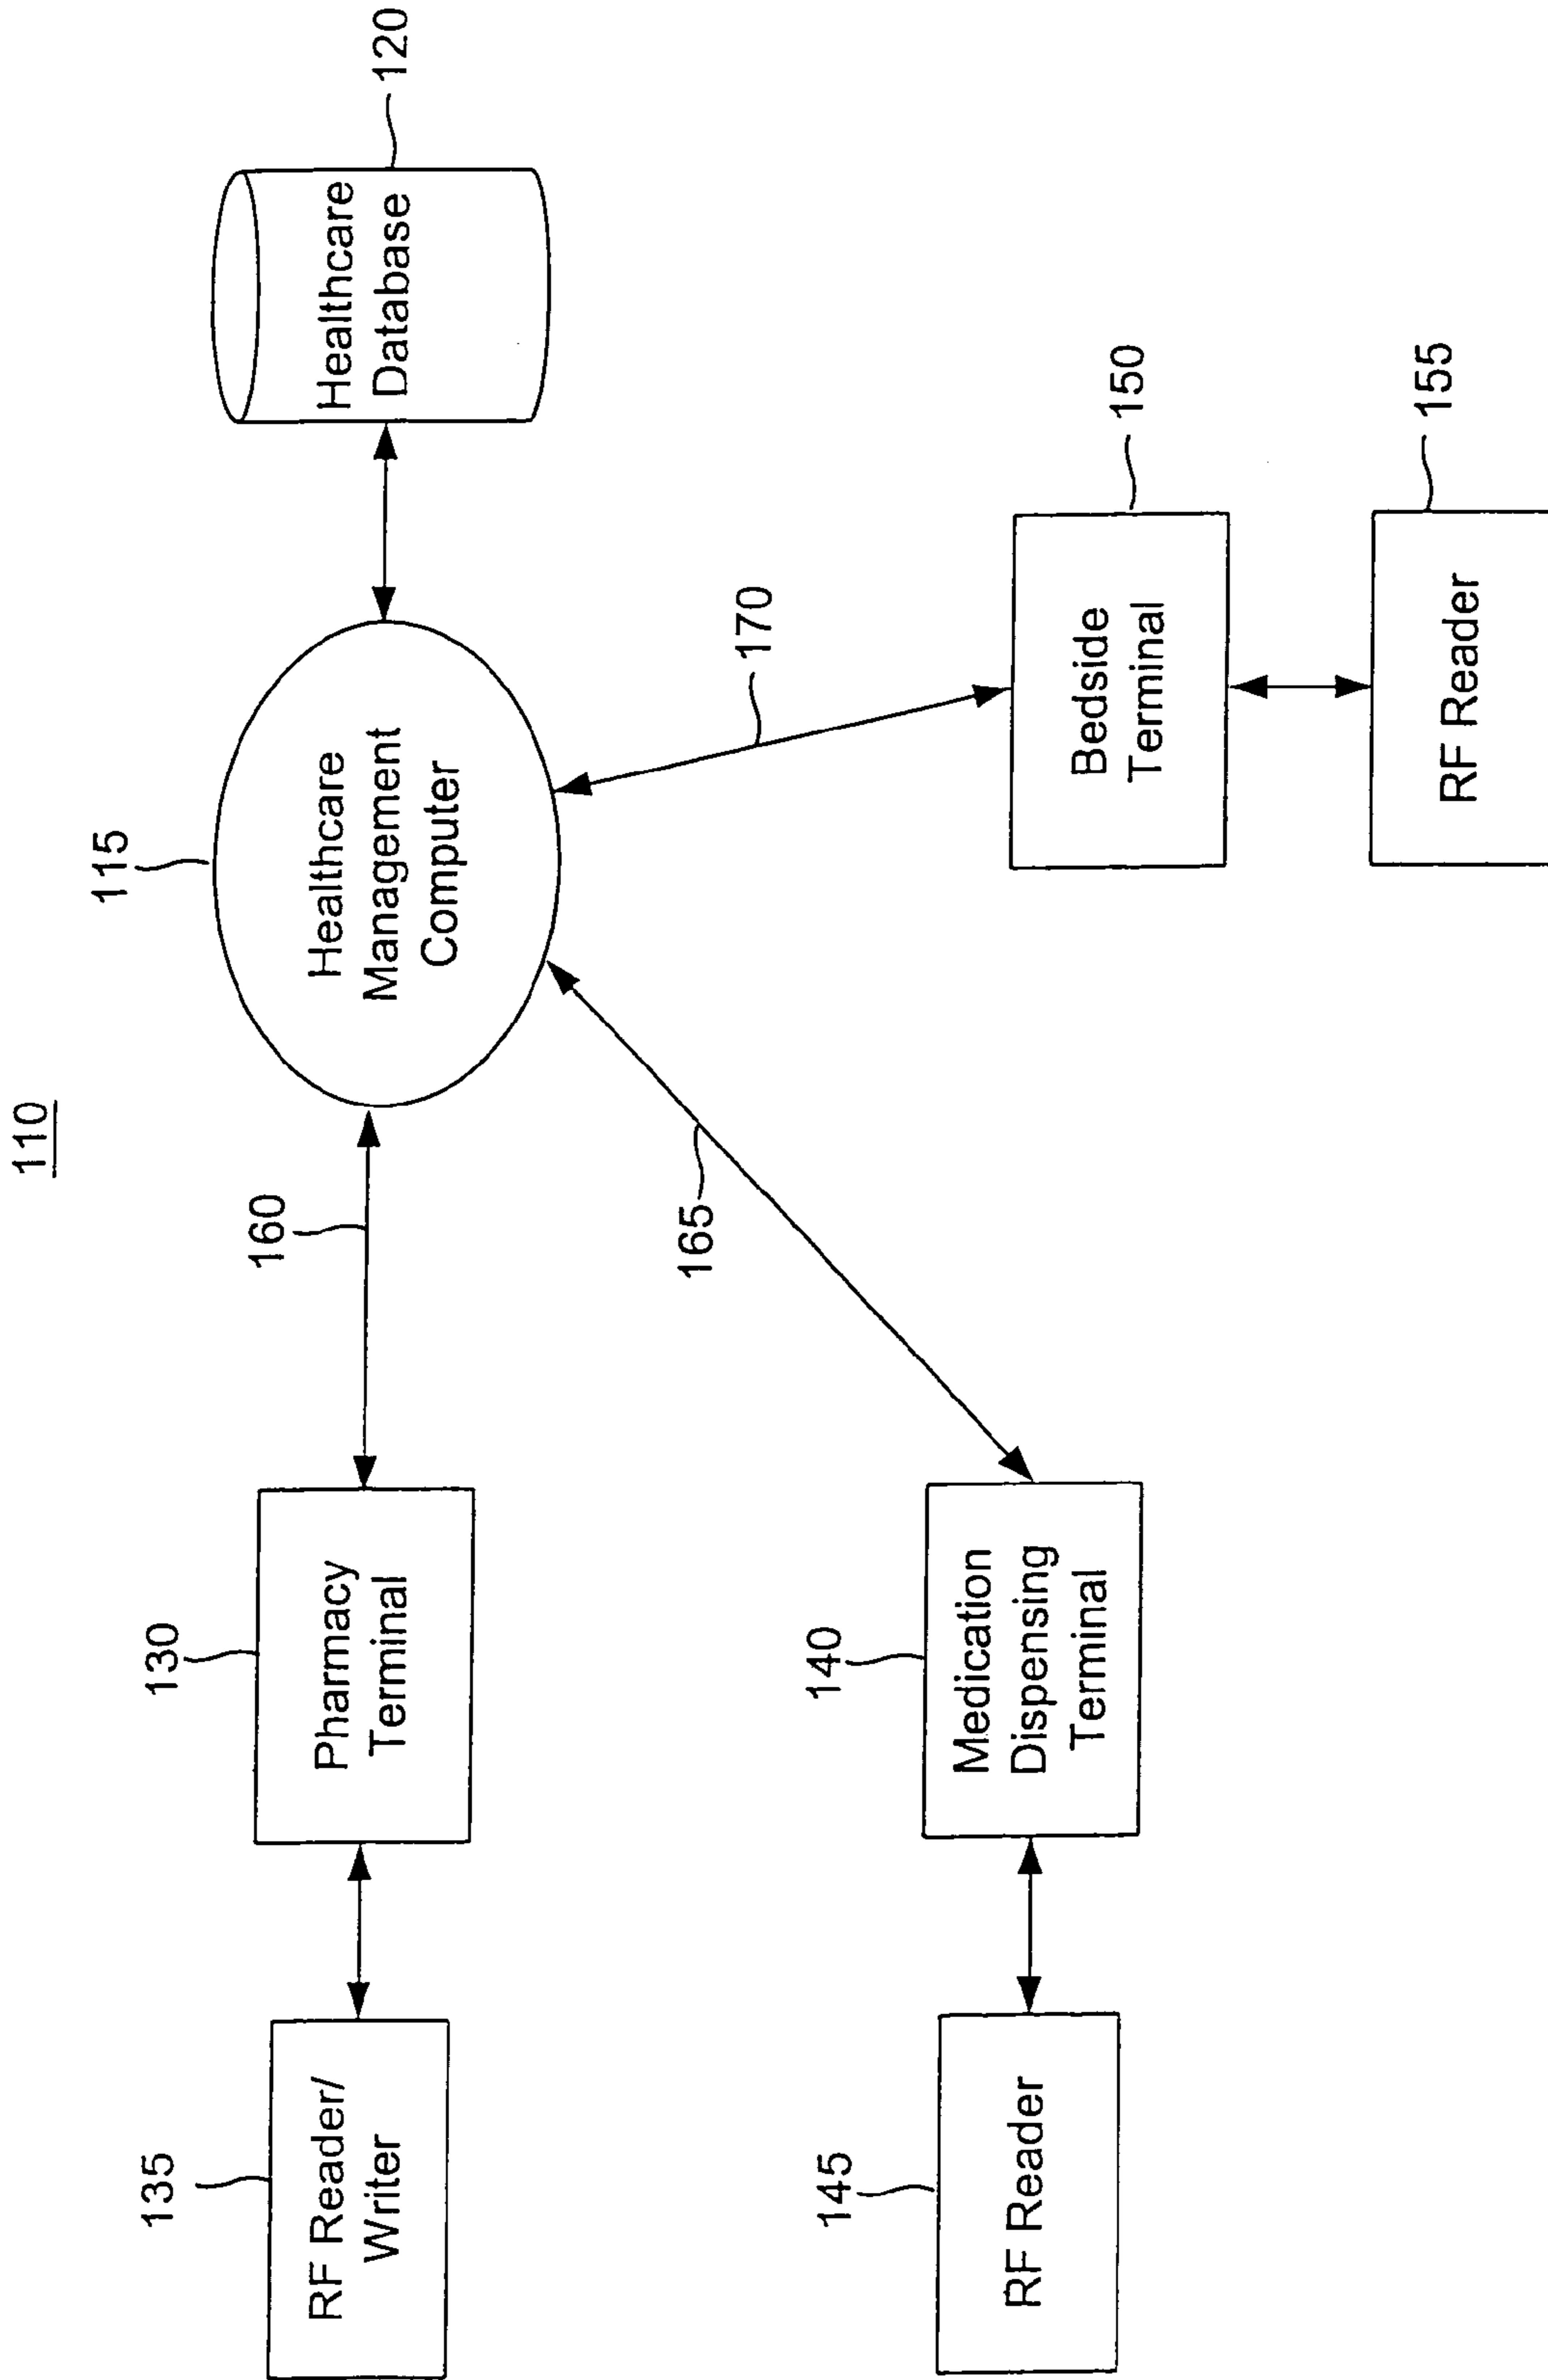 110
115
Healthcare
Management
Computer
120
Healthcare
Database
160
130
Pharmacy
Terminal
135
RF Reader/
Writer
165
170
140
Medication
Dispensing
Terminal
145
RF Reader
150
Bedside
Terminal
155
RF Reader